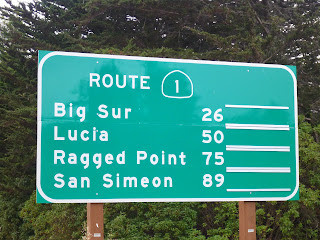 ROUTE 1
Big Sur 26
Lucia 50
Ragged Point 75
San Simeon 89